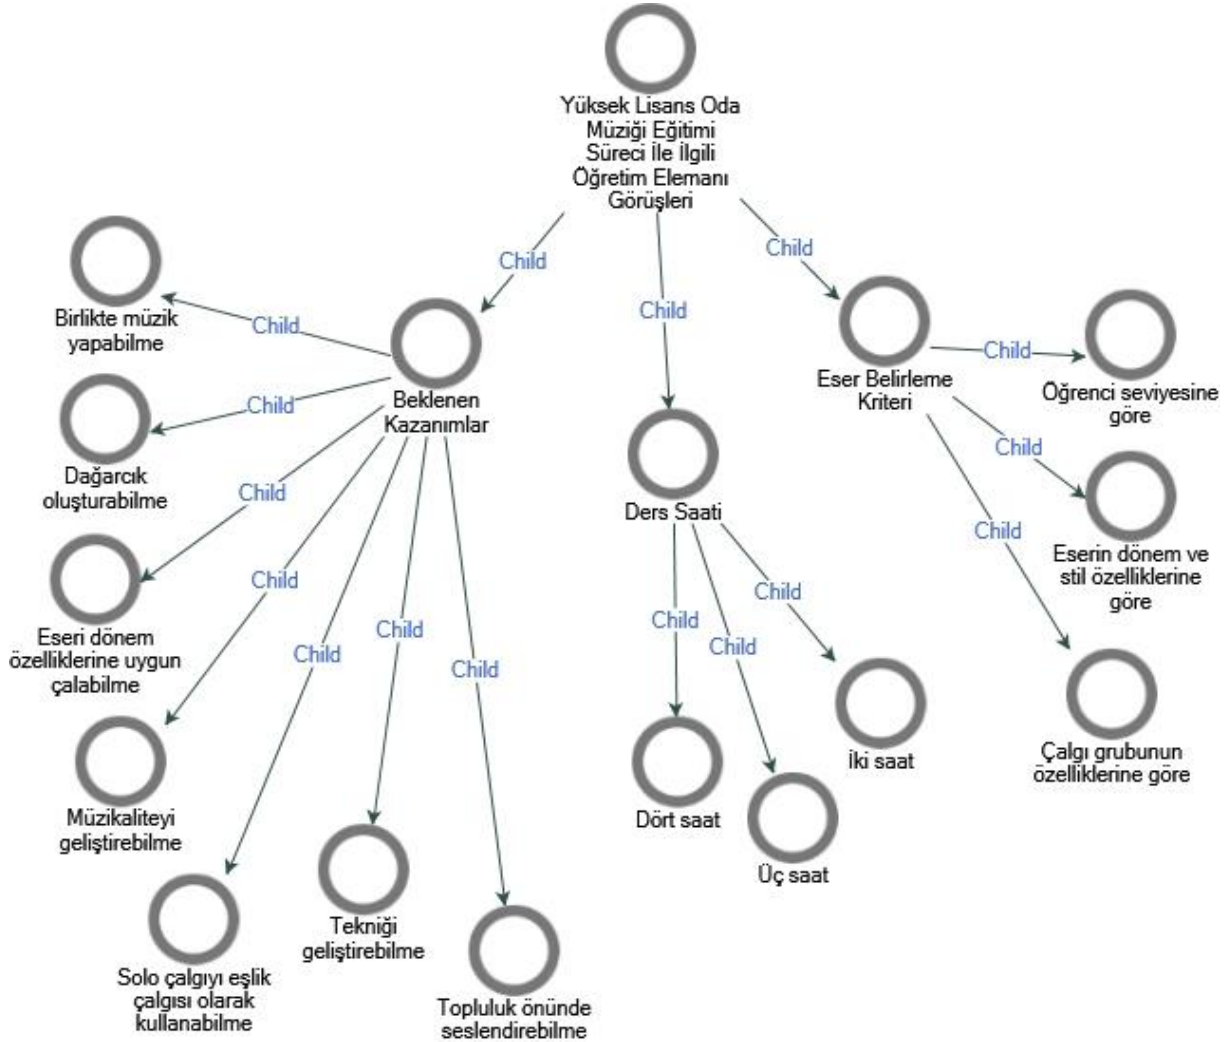 Yüksek Lisans Oda
Müziği Eğitimi
Süreci İle İlgili
Öğretim Elemanı
Görüşleri
Child
Child
Child
Beklenen
Kazanımlar
Child
Birlikte müzik
yapabilme
Child
Dağarcık
oluşturabilme
Child
Eseri dönem
özelliklerine uygun
çalabilme
Child
Müzikaliteyi
geliştirebilme
Child
Solo çalgıyı eşlik
çalgısı olarak
kullanabilme
Child
Tekniği
geliştirebilme
Child
Topluluk önünde
seslendirebilme
Ders Saati
Child
Dört saat
Child
Üç saat
Child
İki saat
Eser Belirleme
Kriteri
Child
Öğrenci seviyesine
göre
Child
Eserin dönem ve
stil özelliklerine
göre
Child
Çalgı grubunun
özelliklerine göre